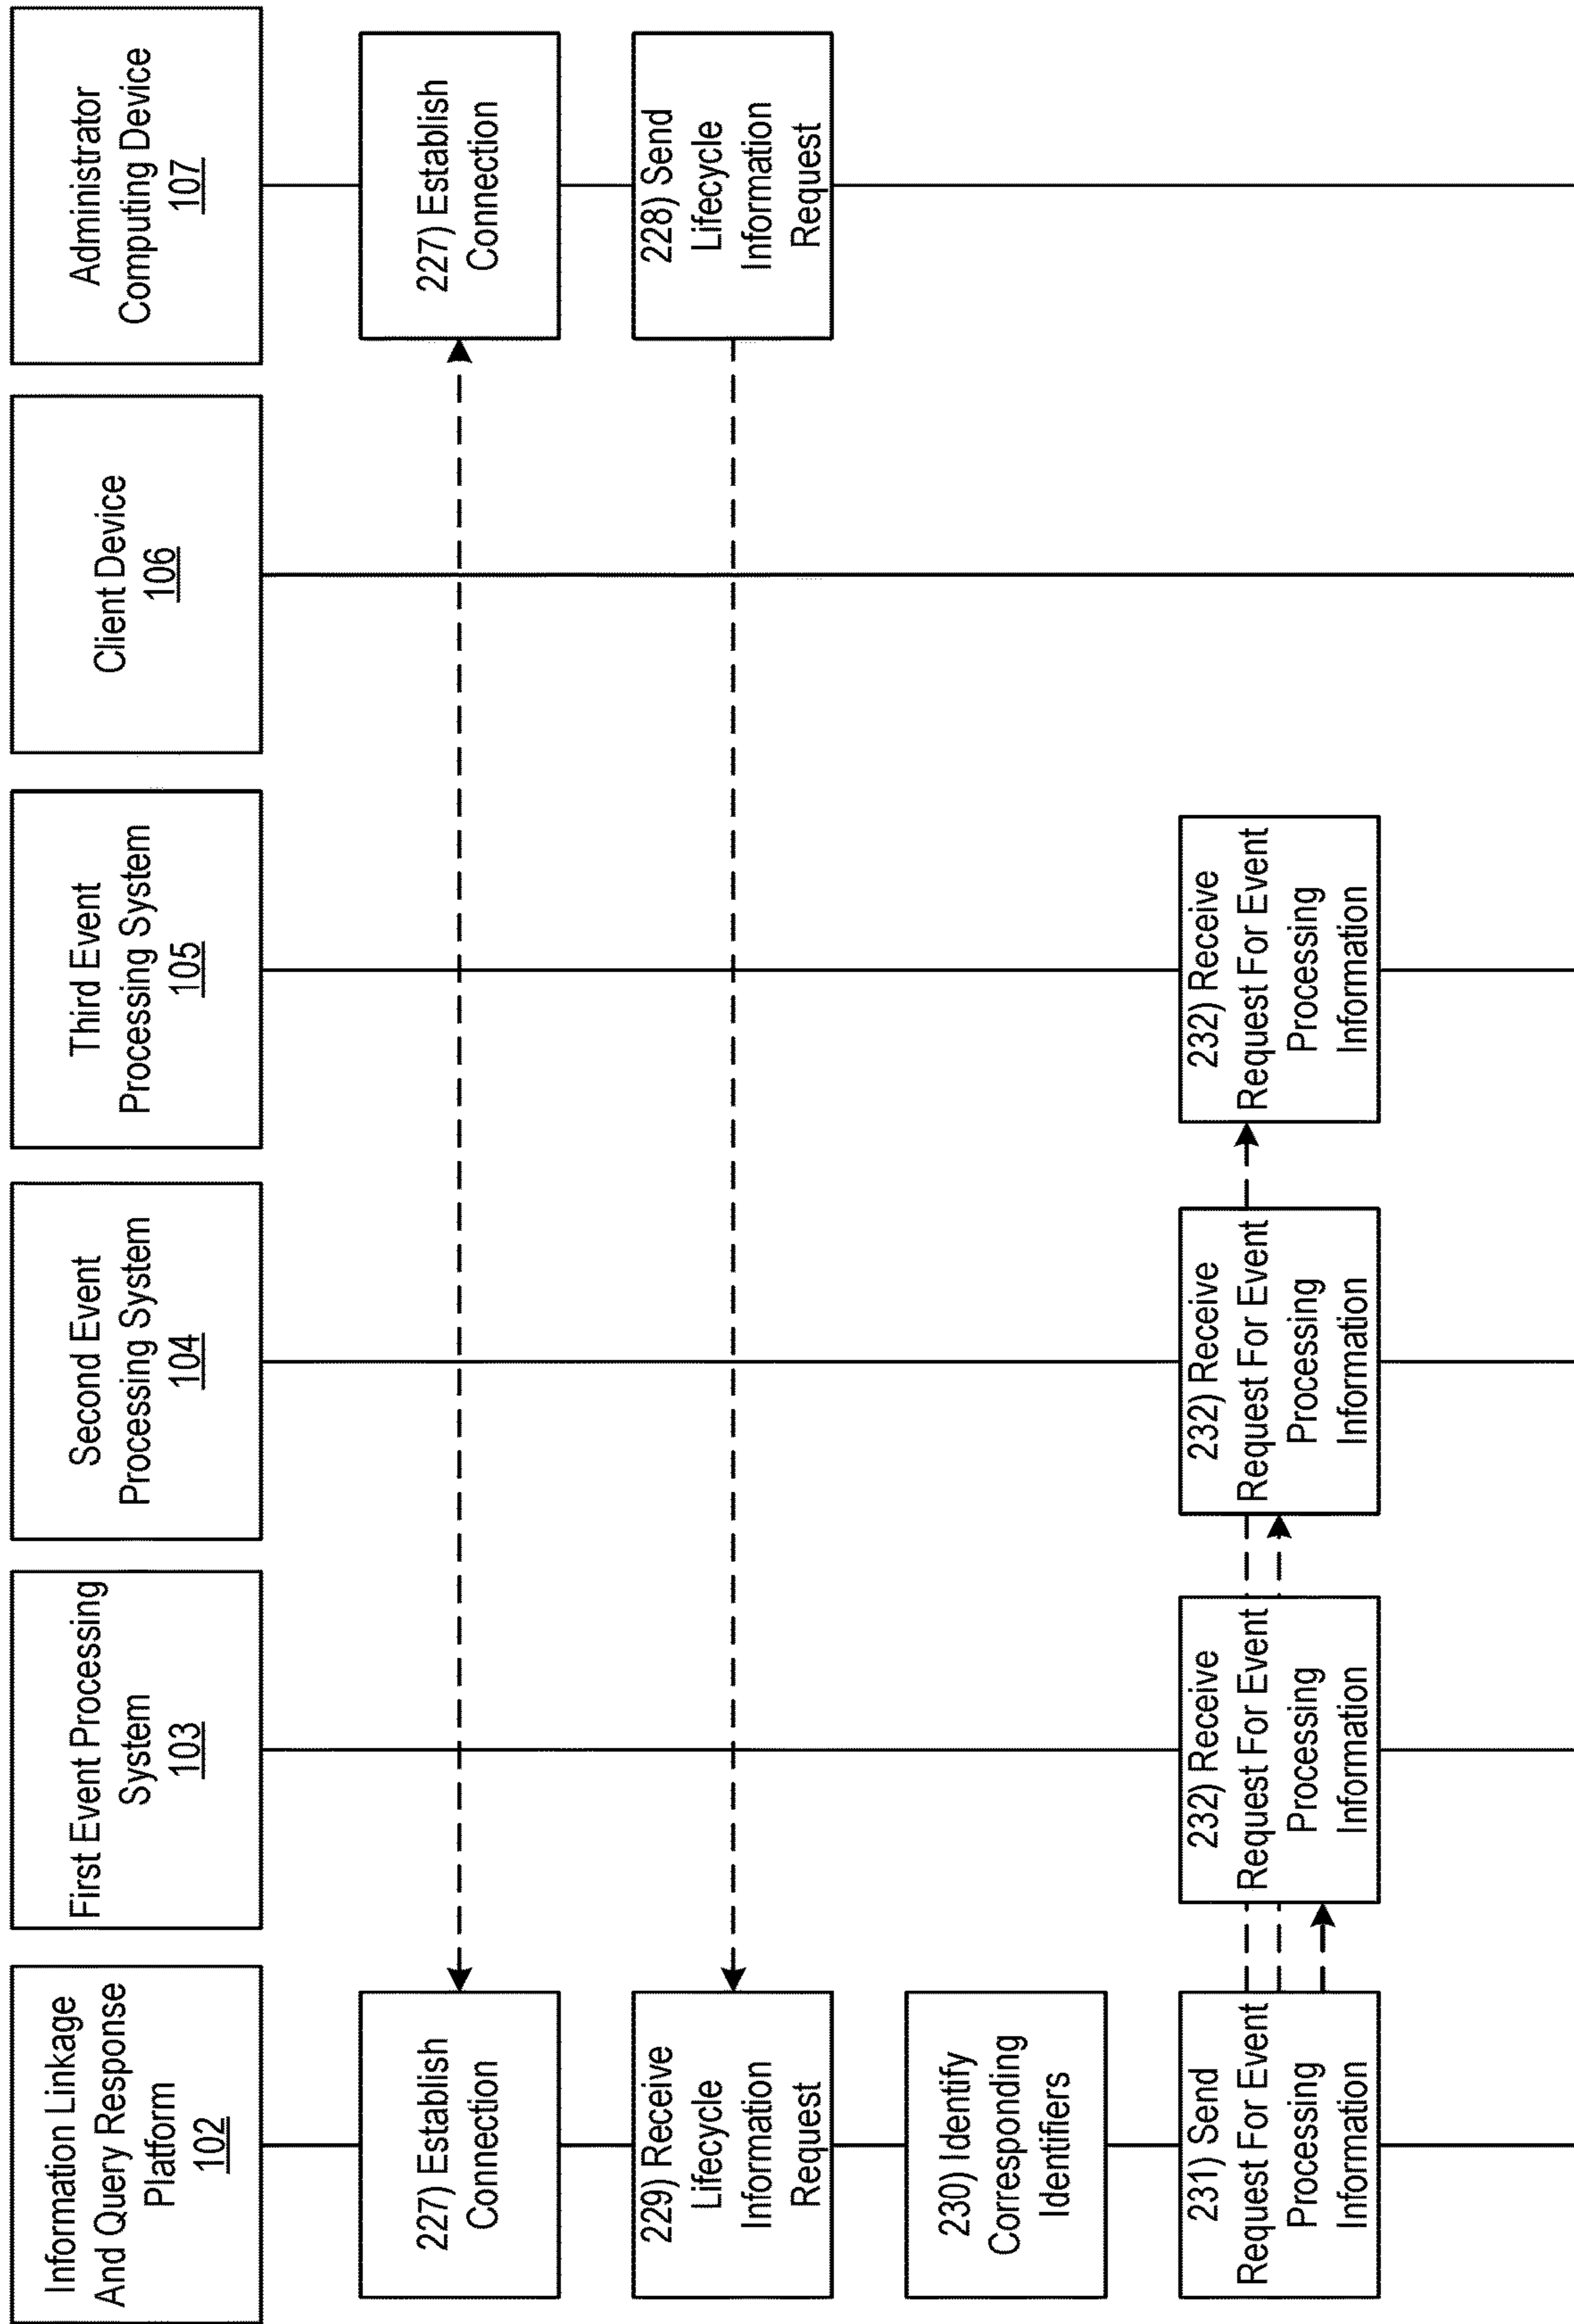 Information Linkage
And Query Response
Platform
102
First Event Processing
System
103
Second Event
Processing System
104
Third Event
Processing System
105
Client Device
106
Administrator
Computing Device
107
227) Establish
Connection
227) Establish
Connection
229) Receive
Lifecycle
Information
Request
228) Send
Lifecycle
Information
Request
230) Identify
Corresponding
Identifiers
231) Send
Request For Event
Processing
Information
232) Receive
Request For Event
Processing
Information
232) Receive
Request For Event
Processing
Information
232) Receive
Request For Event
Processing
Information